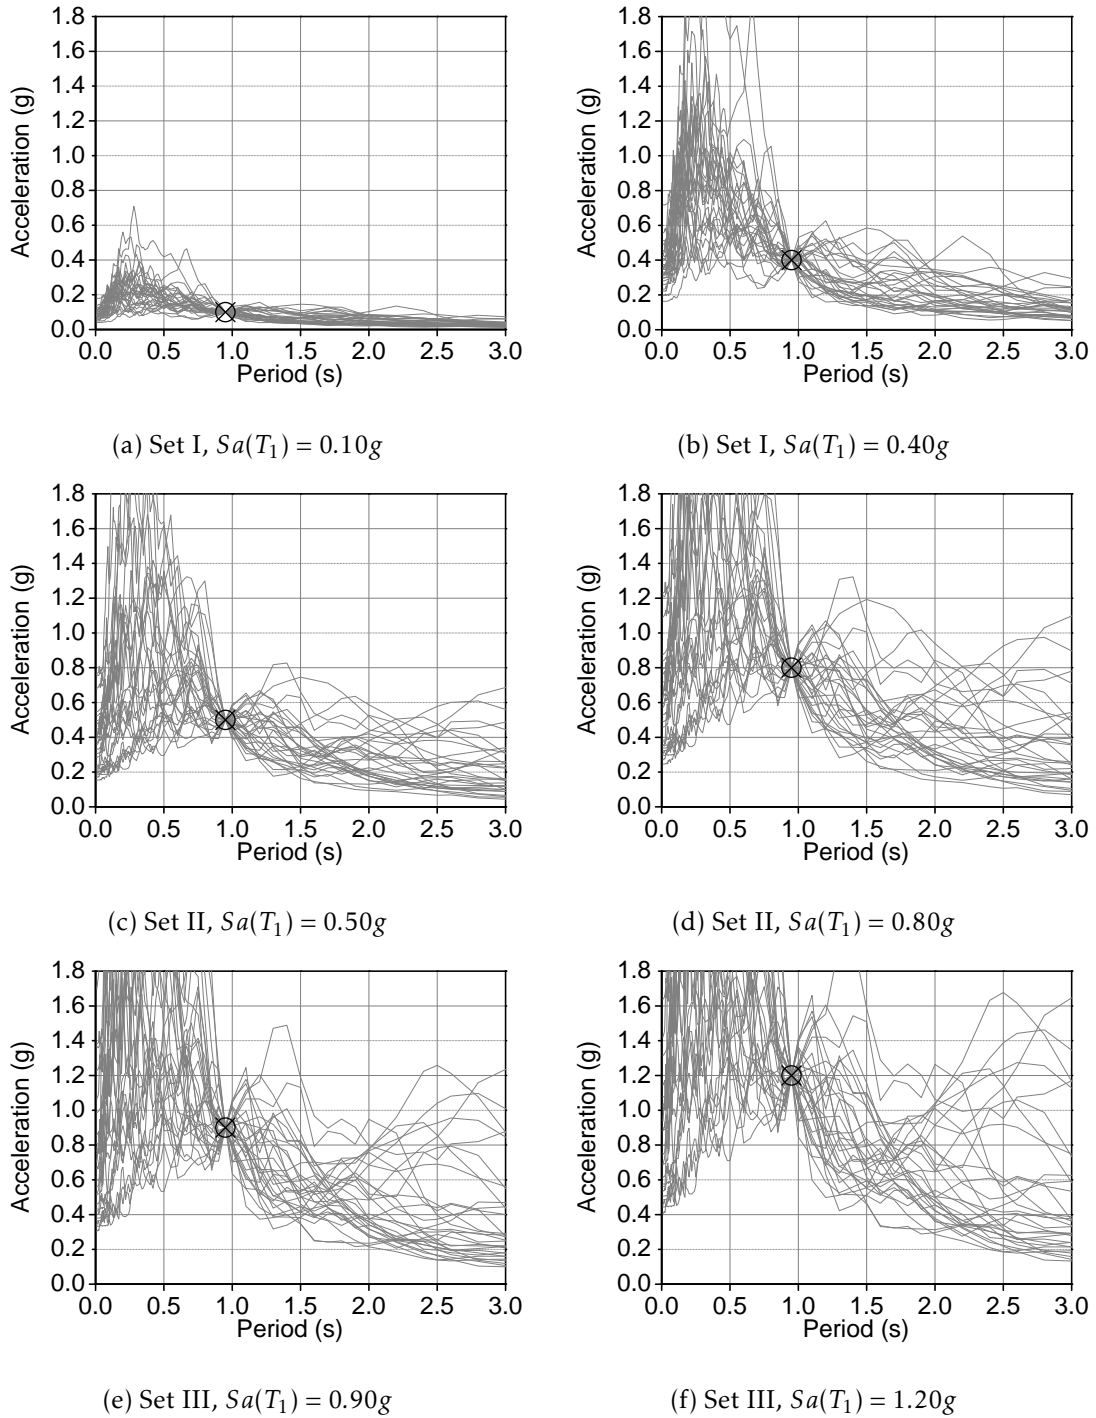 1.8
1.6
1.4
1.2
1.0
0.8
0.6
0.4
0.2
0.0
Acceleration (g)
0.0 0.5 1.0 1.5 2.0 2.5 3.0
Period (s)
(a) Set I, Sa(T₁) = 0.10g
1.8
1.6
1.4
1.2
1.0
0.8
0.6
0.4
0.2
0.0
Acceleration (g)
0.0 0.5 1.0 1.5 2.0 2.5 3.0
Period (s)
(b) Set I, Sa(T₁) = 0.40g
1.8
1.6
1.4
1.2
1.0
0.8
0.6
0.4
0.2
0.0
Acceleration (g)
0.0 0.5 1.0 1.5 2.0 2.5 3.0
Period (s)
(c) Set II, Sa(T₁) = 0.50g
1.8
1.6
1.4
1.2
1.0
0.8
0.6
0.4
0.2
0.0
Acceleration (g)
0.0 0.5 1.0 1.5 2.0 2.5 3.0
Period (s)
(d) Set II, Sa(T₁) = 0.80g
1.8
1.6
1.4
1.2
1.0
0.8
0.6
0.4
0.2
0.0
Acceleration (g)
0.0 0.5 1.0 1.5 2.0 2.5 3.0
Period (s)
(e) Set III, Sa(T₁) = 0.90g
1.8
1.6
1.4
1.2
1.0
0.8
0.6
0.4
0.2
0.0
Acceleration (g)
0.0 0.5 1.0 1.5 2.0 2.5 3.0
Period (s)
(f) Set III, Sa(T₁) = 1.20g